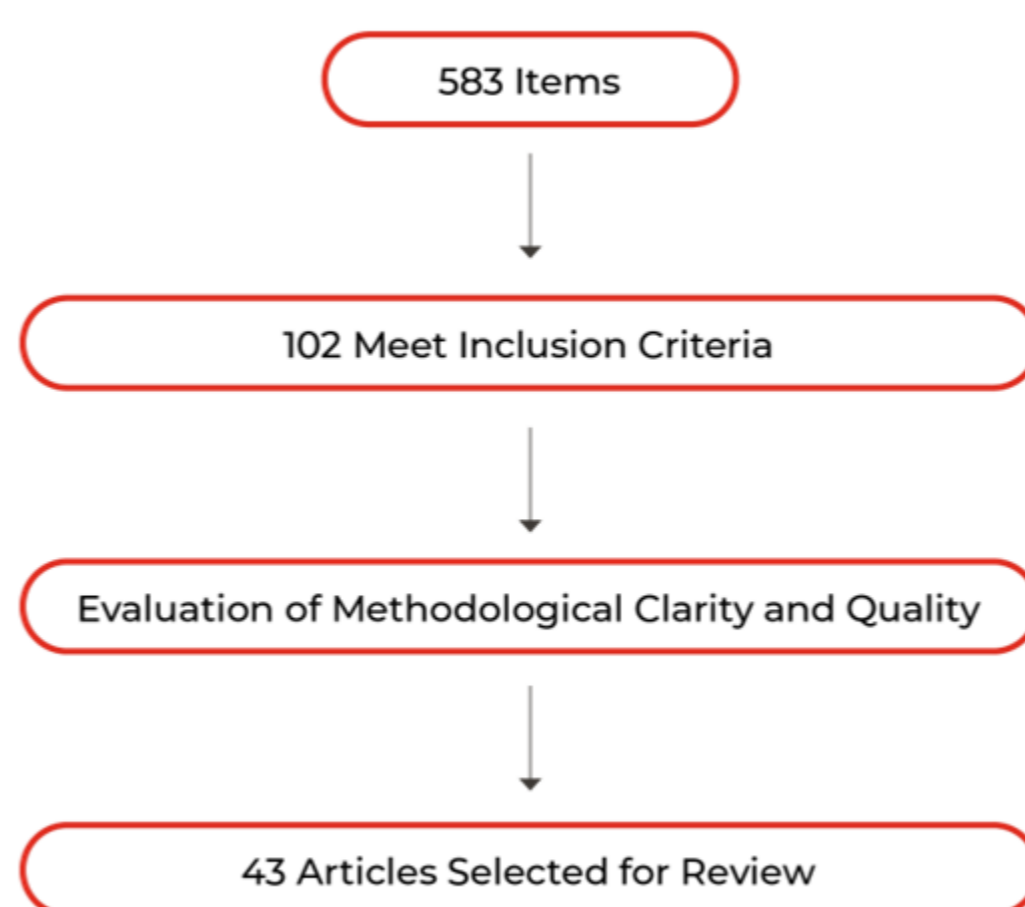 583 Items
102 Meet Inclusion Criteria
Evaluation of Methodological Clarity and Quality
43 Articles Selected for Review